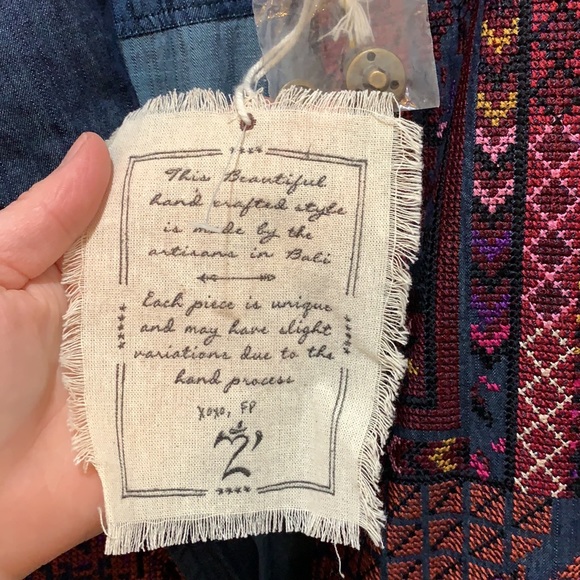 This Beautiful
hand crafted style
is made by the
artisans in Bali
Each piece is unique
and may have slight
variations due to the
hand process
xoxo, FP